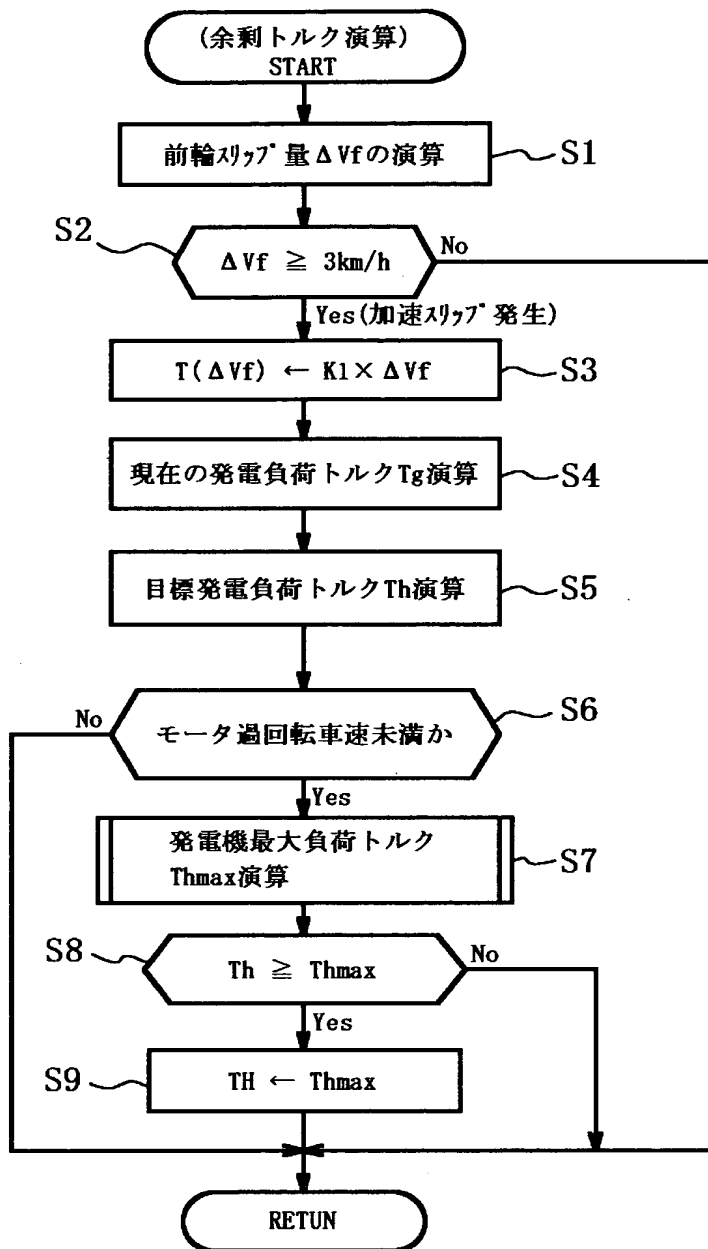 (余剰トルク演算)
START
前輪ｽﾘｯﾌﾟ量ΔVfの演算
S1
S2
ΔVf ≧ 3km/h
No
Yes(加速ｽﾘｯﾌﾟ発生)
T(ΔVf) ← K1×ΔVf
S3
現在の発電負荷トルクTg演算
S4
目標発電負荷トルクTh演算
S5
No
モータ過回転車速未満か
S6
Yes
発電機最大負荷トルク
Thmax演算
S7
S8
Th ≧ Thmax
No
Yes
S9
TH ← Thmax
RETUN